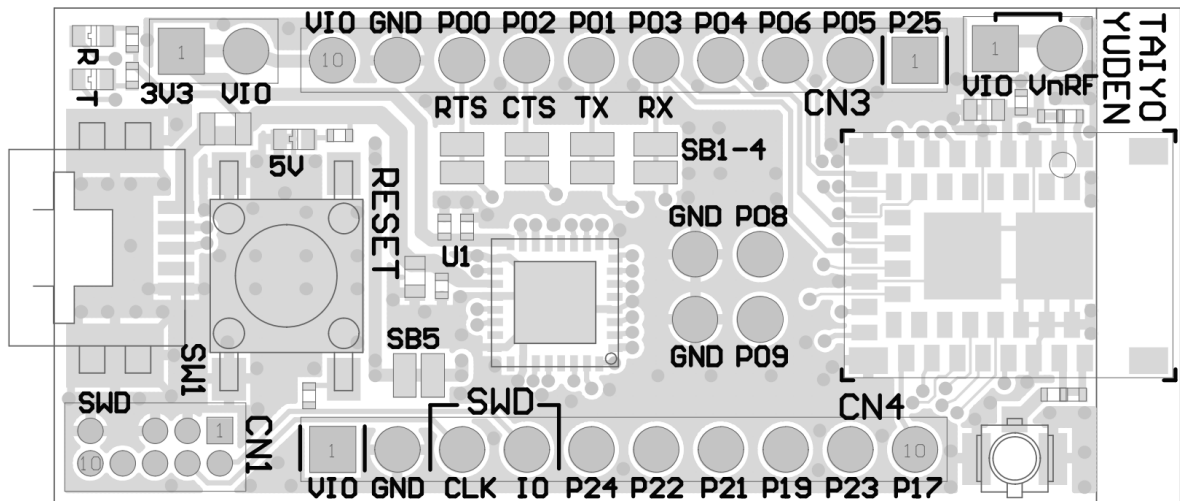 VIO GND P00 P02 P01 P03 P04 P06 P05 P25
R 1 10 1 1
T 3V3 VIO RTS CTS TX RX CN3 VIO VnRF
TAIYO
YUDEN
5V SB1-4
RESET
GND P08
U1
SB5 GND P09
SW1
SWD SWD CN4
CN1
1
10 1 10
VIO GND CLK IO P24 P22 P21 P19 P23 P17